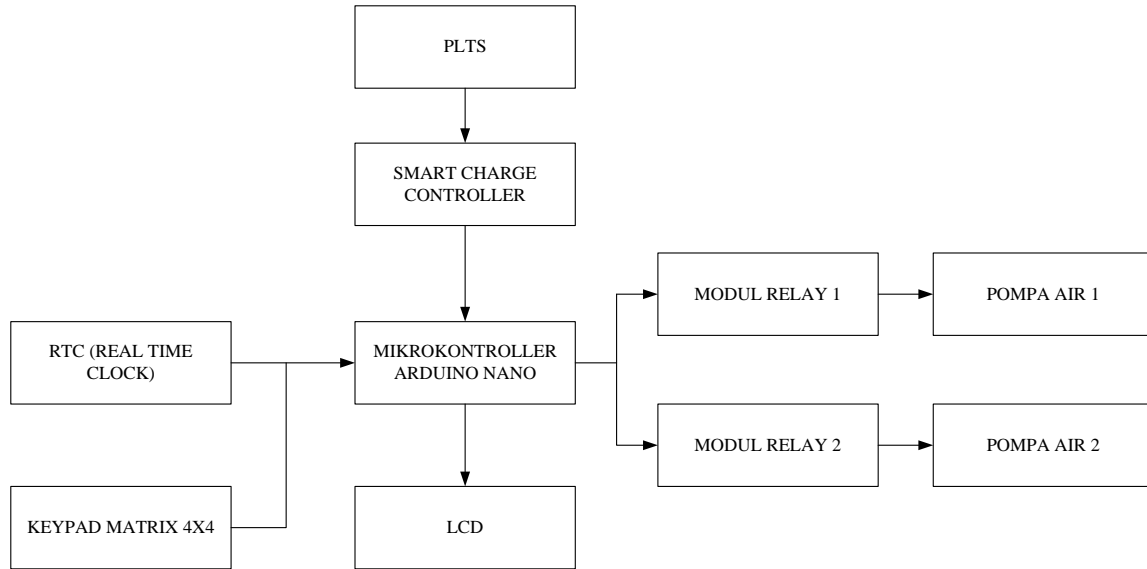 PLTS
SMART CHARGE
CONTROLLER
MODUL RELAY 1
POMPA AIR 1
RTC (REAL TIME
CLOCK)
MIKROKONTROLLER
ARDUINO NANO
MODUL RELAY 2
POMPA AIR 2
KEYPAD MATRIX 4X4
LCD